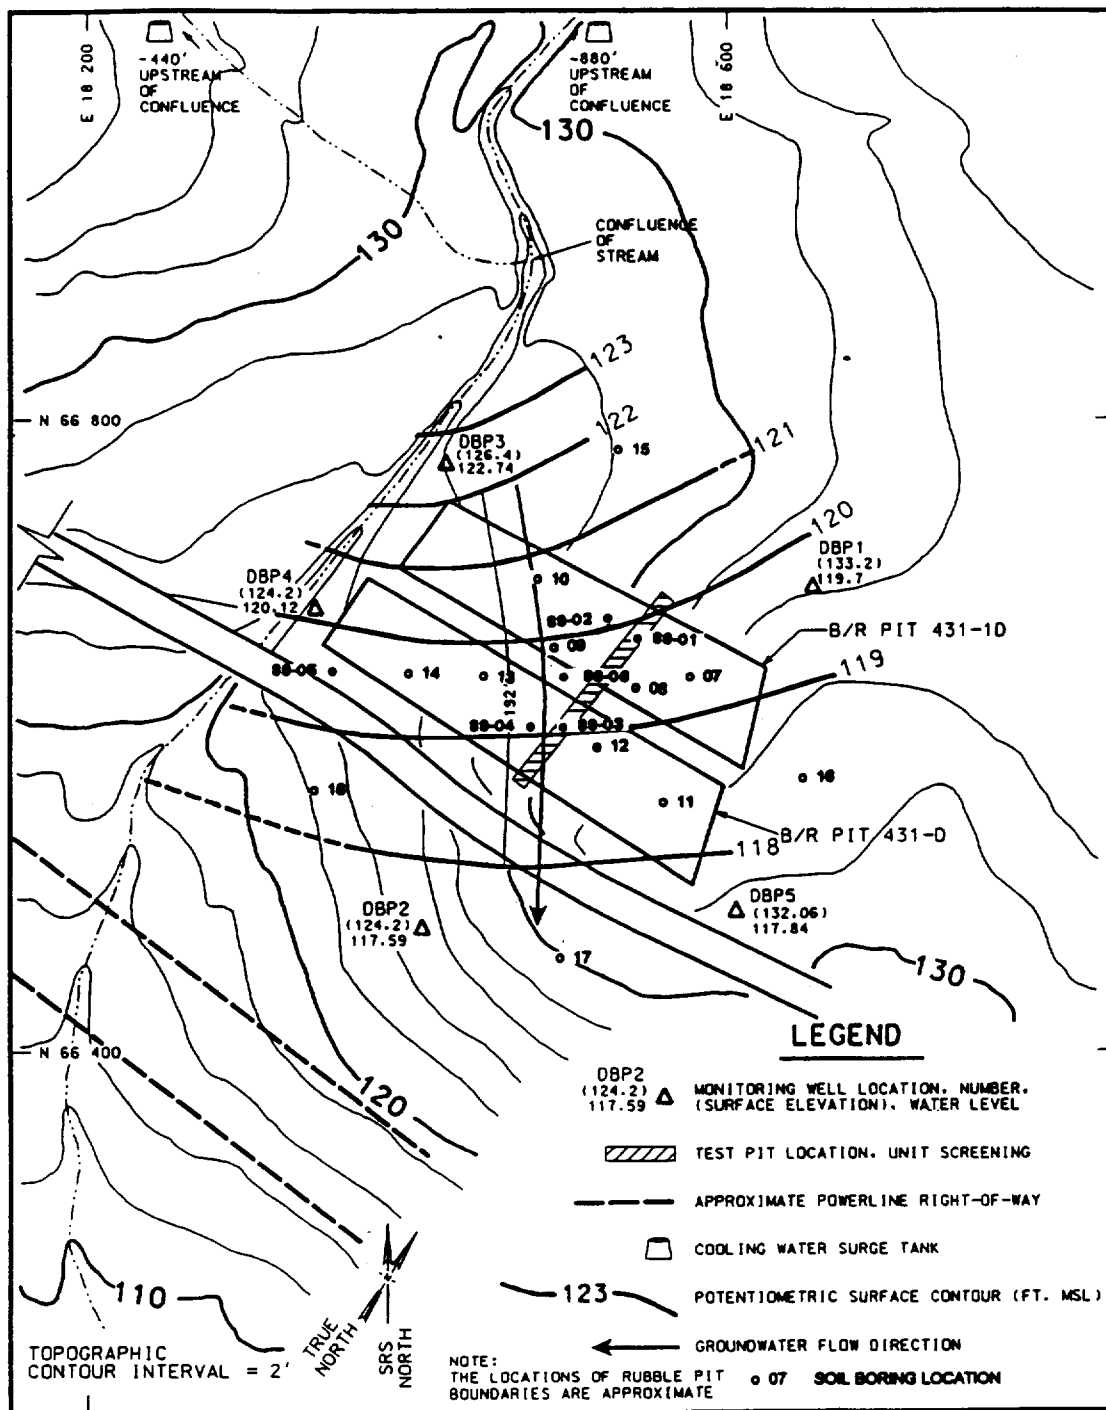 E 18 200
~440'
UPSTREAM
OF
CONFLUENCE
~880'
UPSTREAM
OF
CONFLUENCE
E 18 600
130
130
CONFLUENCE
OF
STREAM
123
N 66 800
122
DBP3
(126.4)
122.74
15
121
120
DBP1
(133.2)
119.7
10
DBP4
(124.2)
120.12
SS-02
SS-01
B/R PIT 431-1D
09
119
SS-05
14
13
SS-06
08
07
192'
SS-04
SS-03
12
16
18
11
B/R PIT 431-D
118
DBP2
(124.2)
117.59
DBP5
(132.06)
117.84
17
130
LEGEND
N 66 400
DBP2
(124.2)
117.59
MONITORING WELL LOCATION, NUMBER,
(SURFACE ELEVATION), WATER LEVEL
120
TEST PIT LOCATION, UNIT SCREENING
APPROXIMATE POWERLINE RIGHT-OF-WAY
COOLING WATER SURGE TANK
110
123
POTENTIOMETRIC SURFACE CONTOUR (FT. MSL)
TRUE
NORTH
SRS
NORTH
GROUNDWATER FLOW DIRECTION
TOPOGRAPHIC
CONTOUR INTERVAL = 2'
NOTE:
THE LOCATIONS OF RUBBLE PIT
BOUNDARIES ARE APPROXIMATE
07 SOIL BORING LOCATION